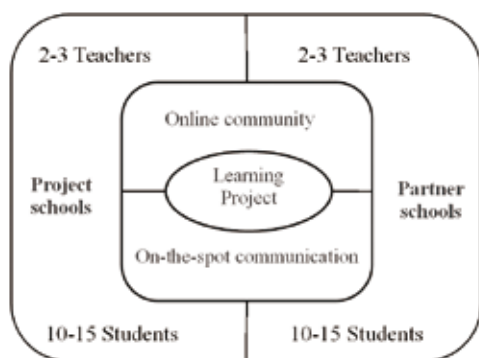 2-3 Teachers
2-3 Teachers
Online community
Project
schools
Learning
Project
Partner
schools
On-the-spot communication
10-15 Students
10-15 Students